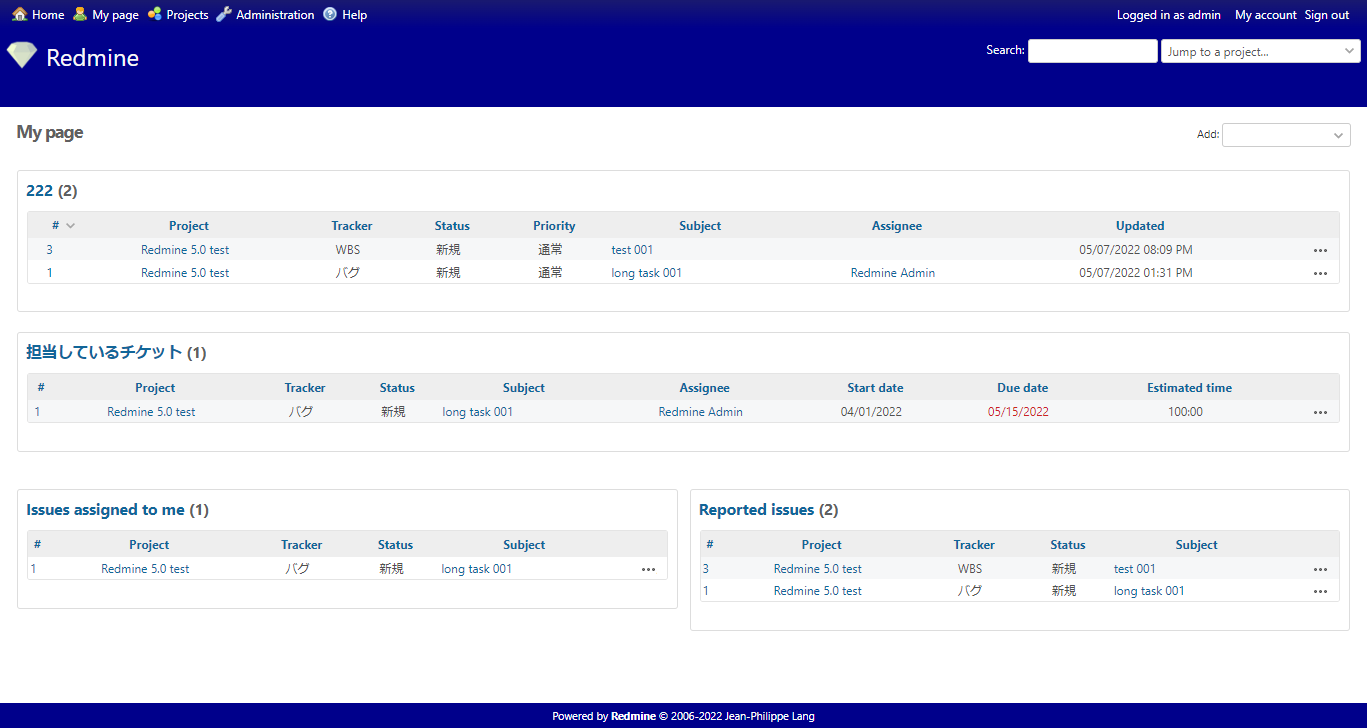 Home My page Projects Administration Help Logged in as admin My account Sign out
Redmine Search: Jump to a project...
My page Add:
222 (2)
# Project Tracker Status Priority Subject Assignee Updated
3 Redmine 5.0 test WBS 新規 通常 test 001 05/07/2022 08:09 PM
1 Redmine 5.0 test バグ 新規 通常 long task 001 Redmine Admin 05/07/2022 01:31 PM
担当しているチケット (1)
# Project Tracker Status Subject Assignee Start date Due date Estimated time
1 Redmine 5.0 test バグ 新規 long task 001 Redmine Admin 04/01/2022 05/15/2022 100:00
Issues assigned to me (1)
# Project Tracker Status Subject
1 Redmine 5.0 test バグ 新規 long task 001
Reported issues (2)
# Project Tracker Status Subject
3 Redmine 5.0 test WBS 新規 test 001
1 Redmine 5.0 test バグ 新規 long task 001
Powered by Redmine © 2006-2022 Jean-Philippe Lang